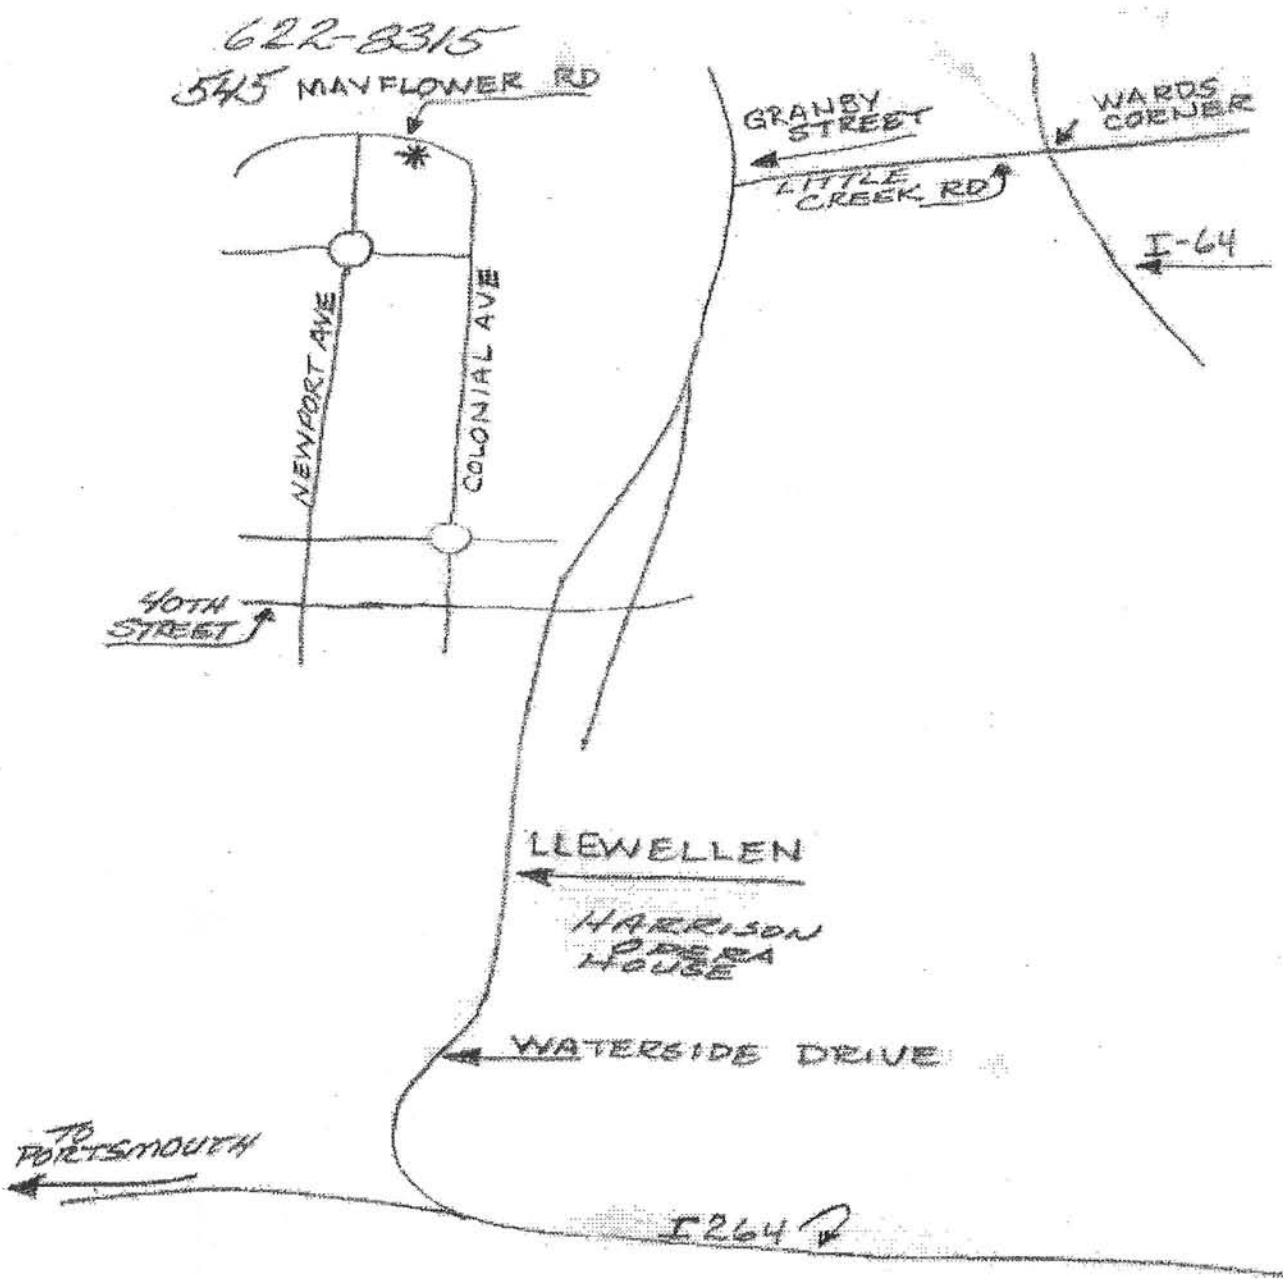 622-8315
545 MAYFLOWER RD
GRANBY
STREET
WARDS
CORNER
LITTLE
CREEK RD
I-64
NEWPORT AVE
COLONIAL AVE
40TH
STREET
LLEWELLEN
HARRISON
OPERA
HOUSE
WATERSIDE DRIVE
TO
PORTSMOUTH
I264